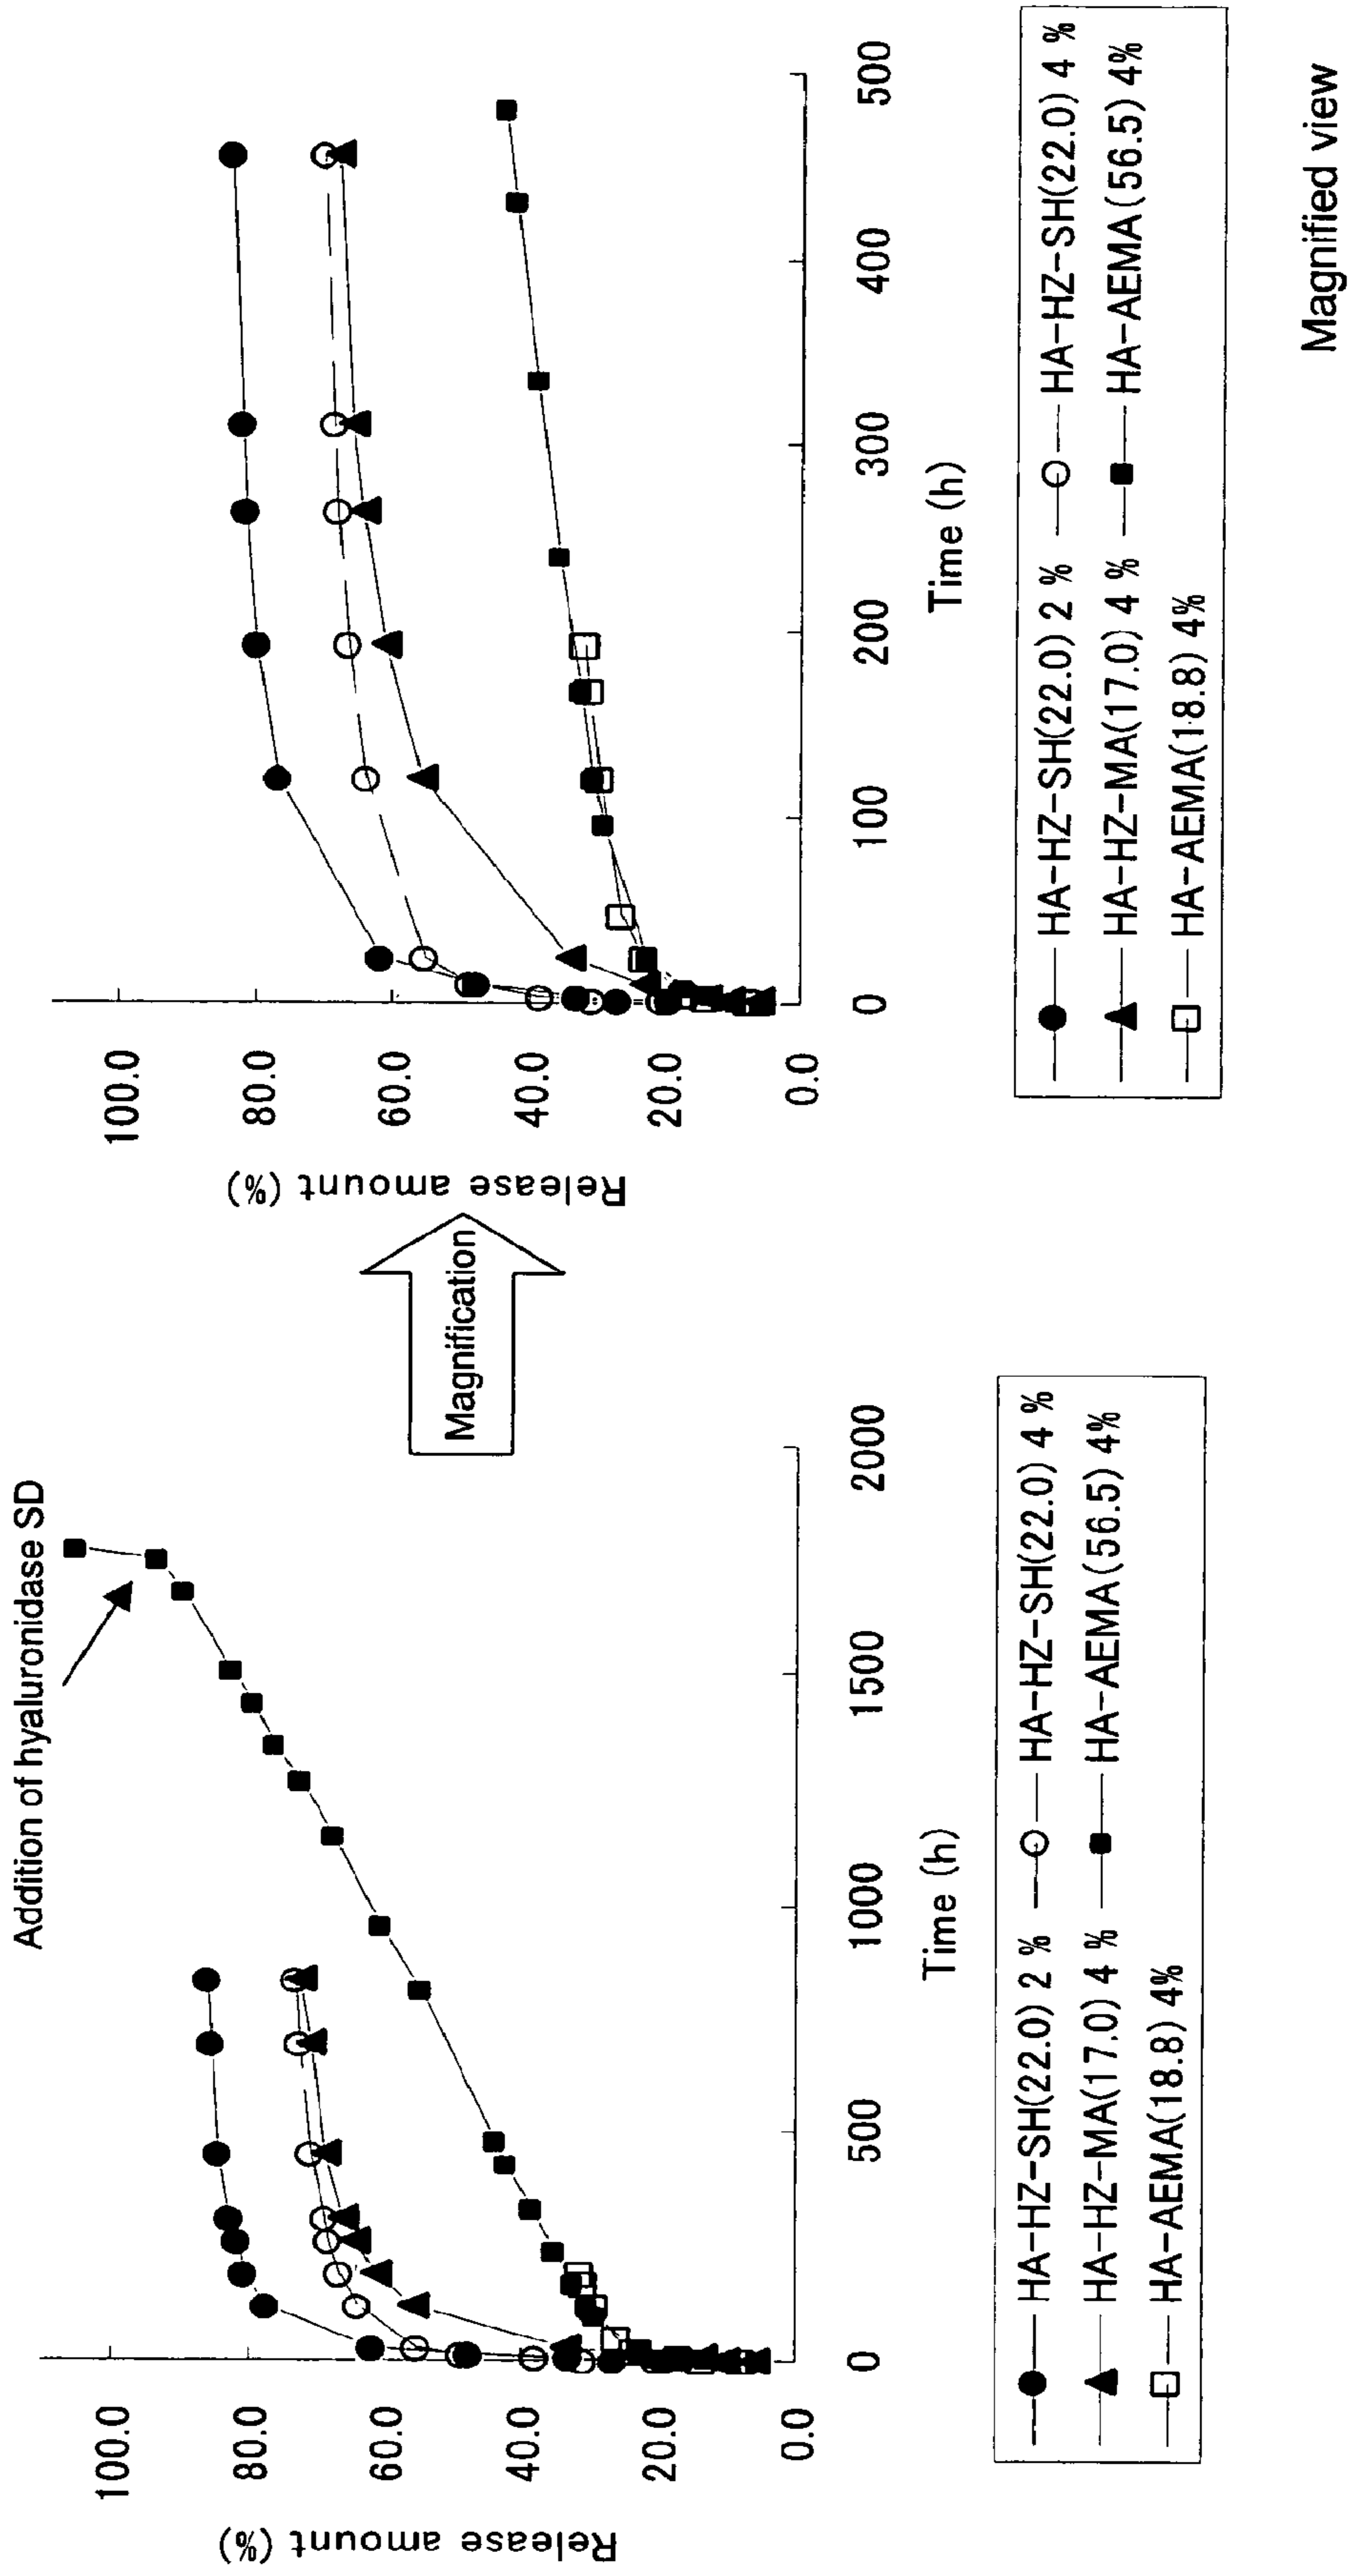 Addition of hyaluronidase SD
Release amount (%)
100.0
80.0
60.0
40.0
20.0
0.0
0
500
1000
1500
2000
Time (h)
HA-HZ-SH(22.0) 2 %
HA-HZ-SH(22.0) 4 %
HA-HZ-MA(17.0) 4 %
HA-AEMA(56.5) 4%
HA-AEMA(18.8) 4%
Magnification
Release amount (%)
100.0
80.0
60.0
40.0
20.0
0.0
0
100
200
300
400
500
Time (h)
HA-HZ-SH(22.0) 2 %
HA-HZ-SH(22.0) 4 %
HA-HZ-MA(17.0) 4 %
HA-AEMA(56.5) 4%
HA-AEMA(18.8) 4%
Magnified view